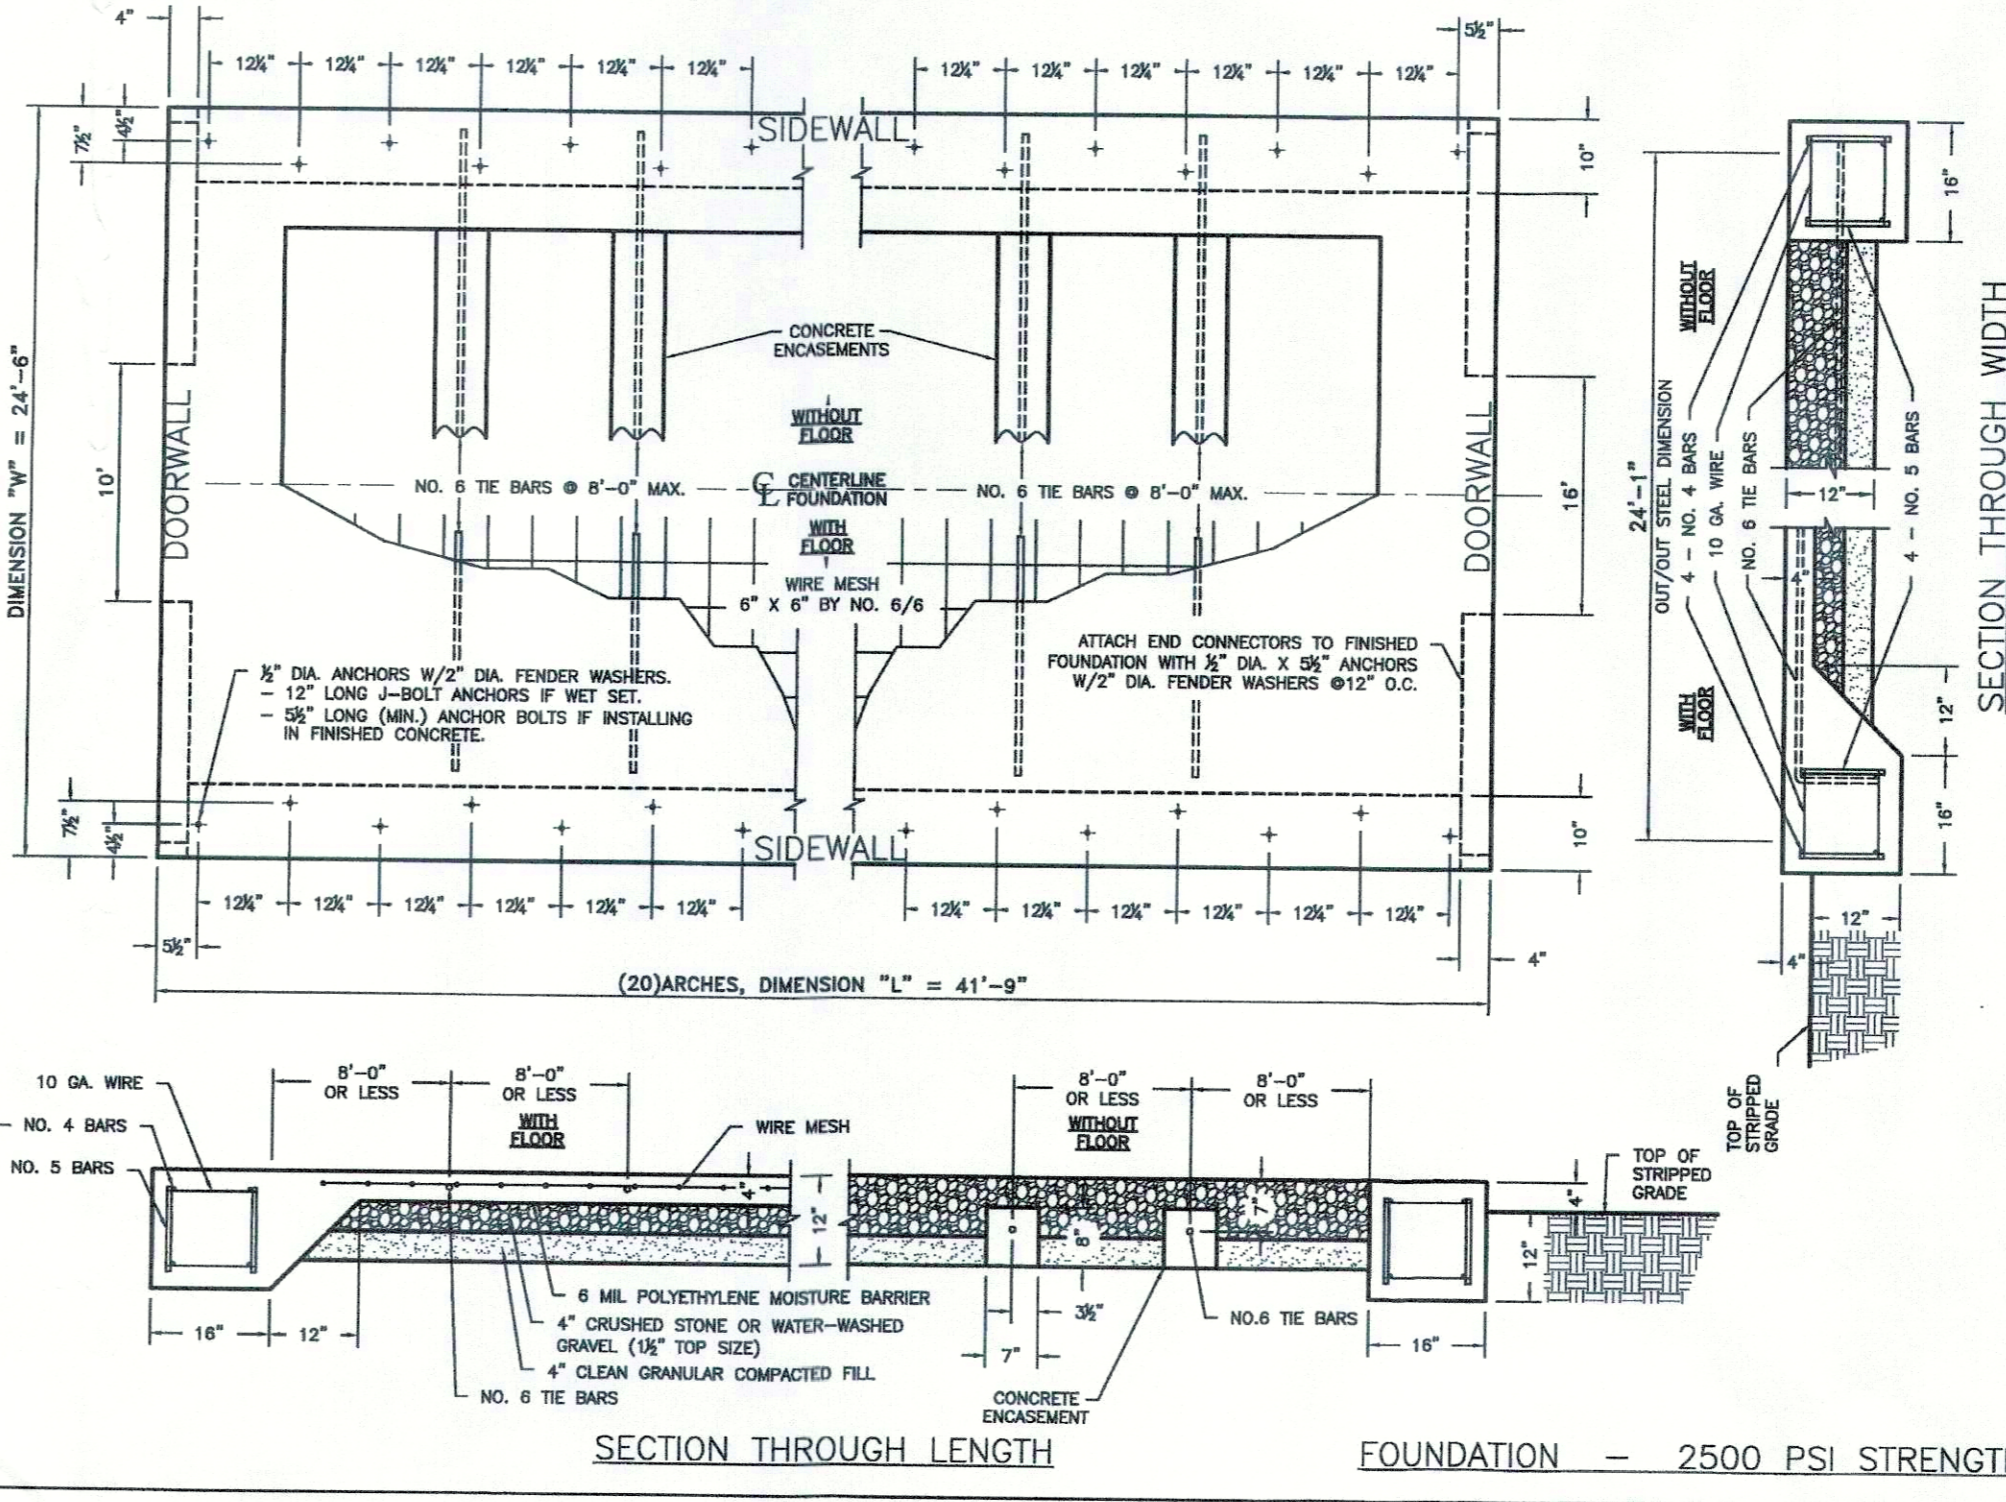 4"
5½"
12¼" 12¼" 12¼" 12¼" 12¼" 12¼"
12¼" 12¼" 12¼" 12¼" 12¼" 12¼"
7½"
4½"
SIDEWALL
10"
DIMENSION "W" = 24'-6"
DOORWALL
10'
CONCRETE
ENCASEMENTS
WITHOUT
FLOOR
NO. 6 TIE BARS @ 8'-0" MAX.
CL CENTERLINE
FOUNDATION
NO. 6 TIE BARS @ 8'-0" MAX.
WITH
FLOOR
WIRE MESH
6" X 6" BY NO. 6/6
DOORWALL
16'
½" DIA. ANCHORS W/2" DIA. FENDER WASHERS.
- 12" LONG J-BOLT ANCHORS IF WET SET.
- 5½" LONG (MIN.) ANCHOR BOLTS IF INSTALLING
IN FINISHED CONCRETE.
ATTACH END CONNECTORS TO FINISHED
FOUNDATION WITH ½" DIA. X 5½" ANCHORS
W/2" DIA. FENDER WASHERS @12" O.C.
7½"
4½"
SIDEWALL
10"
12¼" 12¼" 12¼" 12¼" 12¼" 12¼"
12¼" 12¼" 12¼" 12¼" 12¼" 12¼"
5½"
4"
(20)ARCHES, DIMENSION "L" = 41'-9"
16"
WITHOUT
FLOOR
24'-1"
OUT/OUT STEEL DIMENSION
4 - NO. 4 BARS
10 GA. WIRE
NO. 6 TIE BARS
4 - NO. 5 BARS
12"
4"
WITH
FLOOR
12"
16"
12"
4"
TOP OF
STRIPPED
GRADE
SECTION THROUGH WIDTH
10 GA. WIRE
NO. 4 BARS
NO. 5 BARS
8'-0"
OR LESS
8'-0"
OR LESS
WITH
FLOOR
WIRE MESH
4"
12"
8'-0"
OR LESS
8'-0"
OR LESS
WITHOUT
FLOOR
8"
7"
TOP OF
STRIPPED
GRADE
4"
12"
16"
12"
6 MIL POLYETHYLENE MOISTURE BARRIER
4" CRUSHED STONE OR WATER-WASHED
GRAVEL (1½" TOP SIZE)
4" CLEAN GRANULAR COMPACTED FILL
NO. 6 TIE BARS
3½"
7"
NO.6 TIE BARS
16"
CONCRETE
ENCASEMENT
SECTION THROUGH LENGTH
FOUNDATION - 2500 PSI STRENGTH